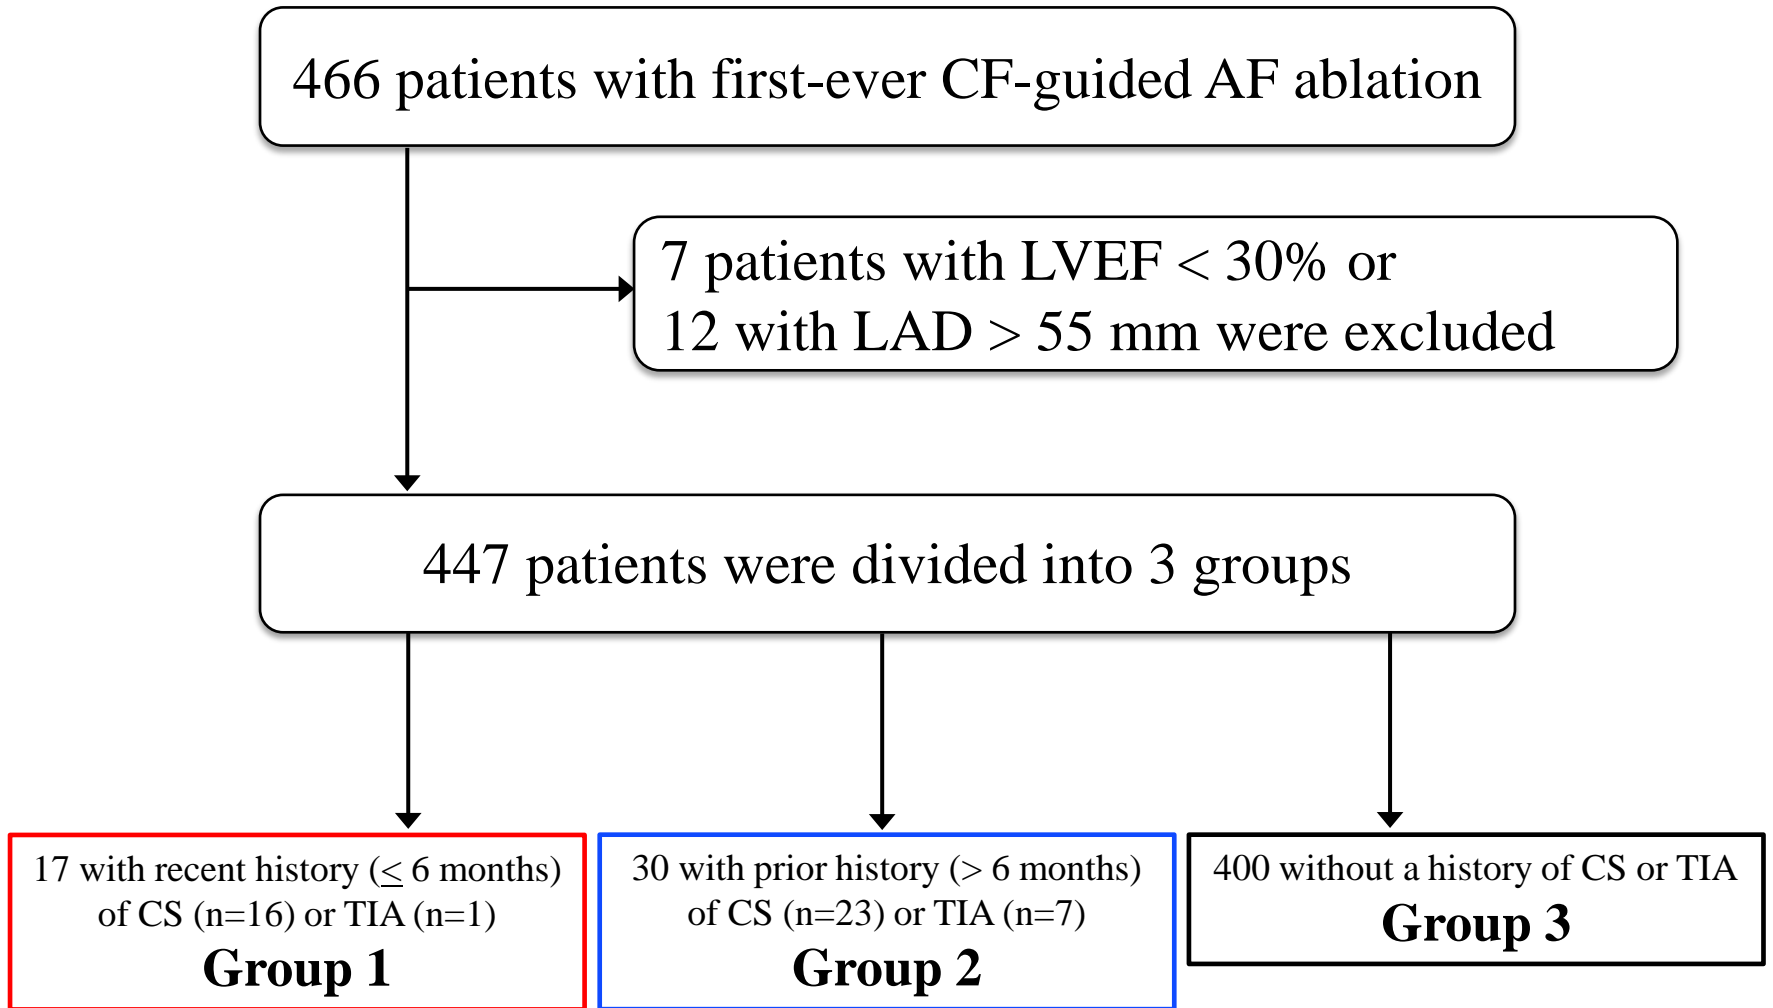 466 patients with first-ever CF-guided AF ablation
7 patients with LVEF < 30% or
12 with LAD > 55 mm were excluded
447 patients were divided into 3 groups
17 with recent history (≤ 6 months)
of CS (n=16) or TIA (n=1)
Group 1
30 with prior history (> 6 months)
of CS (n=23) or TIA (n=7)
Group 2
400 without a history of CS or TIA
Group 3